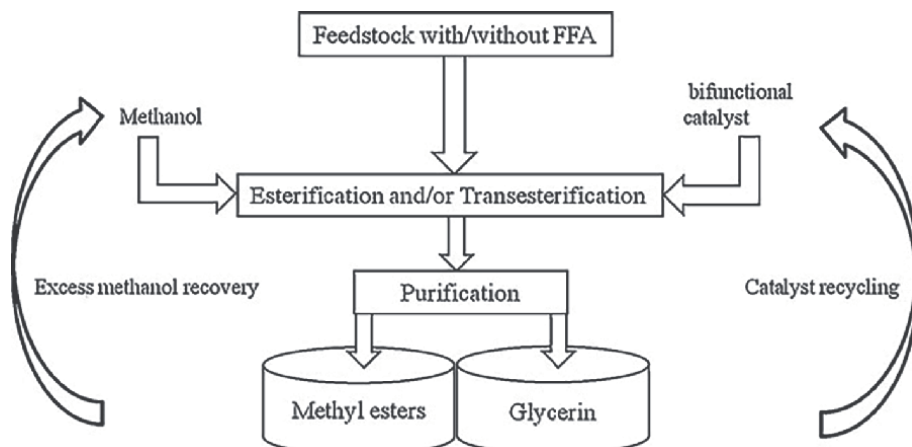 Feedstock with/without FFA
Methanol
bifunctional
catalyst
Esterification and/or Transesterification
Excess methanol recovery
Purification
Catalyst recycling
Methyl esters
Glycerin